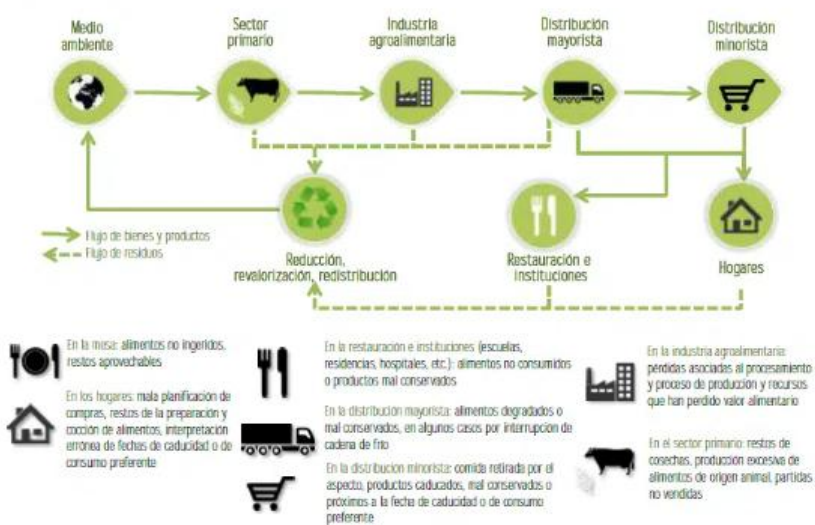 Medio
ambiente
Sector
primario
Industria
agroalimentaria
Distribución
mayorista
Distribución
minorista
Flujo de bienes y productos
Flujo de residuos
Reducción,
revalorización, redistribución
Restauración e
instituciones
Hogares
En la mesa: alimentos no ingeridos,
restos aprovechables
En los hogares: mala planificación de
compras, restos de la preparación y
cocción de alimentos, interpretación
errónea de fechas de caducidad o de
consumo preferente
En la restauración e instituciones (escuelas,
residencias, hospitales, etc.): alimentos no consumidos
o productos mal conservados
En la distribución mayorista: alimentos degradados o
mal conservados, en algunos casos por interrupción de
cadena de frío
En la distribución minorista: comida retirada por el
aspecto, productos caducados, mal conservados o
próximos a la fecha de caducidad o de consumo
preferente
En la industria agroalimentaria:
pérdidas asociadas al procesamiento
y proceso de producción y recursos
que han perdido valor alimentario
En el sector primario: restos de
cosechas, producción excesiva de
alimentos de origen animal, partidas
no vendidas